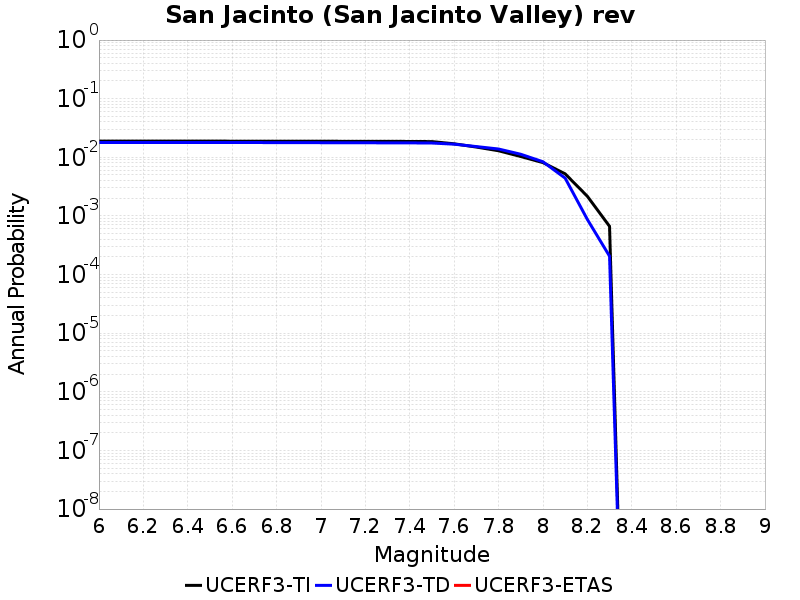 San Jacinto (San Jacinto Valley) rev
10^0
10^-1
10^-2
10^-3
10^-4
10^-5
10^-6
10^-7
10^-8
Annual Probability
6 6.2 6.4 6.6 6.8 7 7.2 7.4 7.6 7.8 8 8.2 8.4 8.6 8.8 9
Magnitude
UCERF3-TI UCERF3-TD UCERF3-ETAS